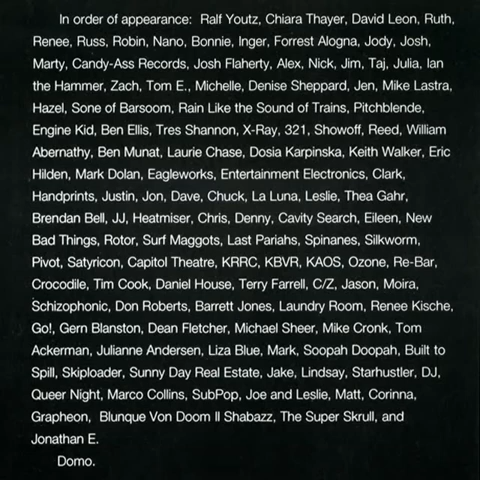 In order of appearance: Ralf Youtz, Chiara Thayer, David Leon, Ruth,
Renee, Russ, Robin, Nano, Bonnie, Inger, Forrest Alogna, Jody, Josh,
Marty, Candy-Ass Records, Josh Flaherty, Alex, Nick, Jim, Taj, Julia, Ian
the Hammer, Zach, Tom E., Michelle, Denise Sheppard, Jen, Mike Lastra,
Hazel, Sone of Barsoom, Rain Like the Sound of Trains, Pitchblende,
Engine Kid, Ben Ellis, Tres Shannon, X-Ray, 321, Showoff, Reed, William
Abernathy, Ben Munat, Laurie Chase, Dosia Karpinska, Keith Walker, Eric
Hilden, Mark Dolan, Eagleworks, Entertainment Electronics, Clark,
Handprints, Justin, Jon, Dave, Chuck, La Luna, Leslie, Thea Gahr,
Brendan Bell, JJ, Heatmiser, Chris, Denny, Cavity Search, Eileen, New
Bad Things, Rotor, Surf Maggots, Last Pariahs, Spinanes, Silkworm,
Pivot, Satyricon, Capitol Theatre, KRRC, KBVR, KAOS, Ozone, Re-Bar,
Crocodile, Tim Cook, Daniel House, Terry Farrell, C/Z, Jason, Moira,
Schizophonic, Don Roberts, Barrett Jones, Laundry Room, Renee Kische,
Go!, Gern Blanston, Dean Fletcher, Michael Sheer, Mike Cronk, Tom
Ackerman, Julianne Andersen, Liza Blue, Mark, Soopah Doopah, Built to
Spill, Skiploader, Sunny Day Real Estate, Jake, Lindsay, Starhustler, DJ,
Queer Night, Marco Collins, SubPop, Joe and Leslie, Matt, Corinna,
Grapheon, Blunque Von Doom II Shabazz, The Super Skrull, and
Jonathan E.
Domo.